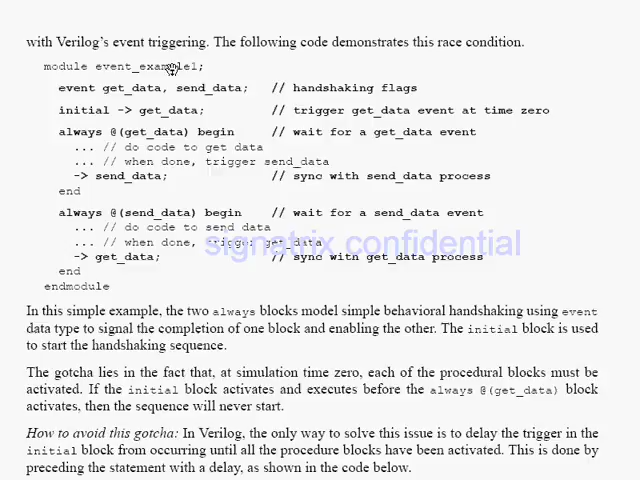 with Verilog's event triggering. The following code demonstrates this race condition.
module event_example1;
event get_data, send_data; // handshaking flags
initial -> get_data; // trigger get_data event at time zero
always @(get_data) begin // wait for a get_data event
... // do code to get data
... // when done, trigger send_data
-> send_data; // sync with send_data process
end
always @(send_data) begin // wait for a send_data event
... // do code to send data
... // when done, trigger get_data
signatrix confidential
-> get_data; // sync with get_data process
end
endmodule
In this simple example, the two always blocks model simple behavioral handshaking using event
data type to signal the completion of one block and enabling the other. The initial block is used
to start the handshaking sequence.
The gotcha lies in the fact that, at simulation time zero, each of the procedural blocks must be
activated. If the initial block activates and executes before the always @(get_data) block
activates, then the sequence will never start.
How to avoid this gotcha: In Verilog, the only way to solve this issue is to delay the trigger in the
initial block from occurring until all the procedure blocks have been activated. This is done by
preceding the statement with a delay, as shown in the code below.